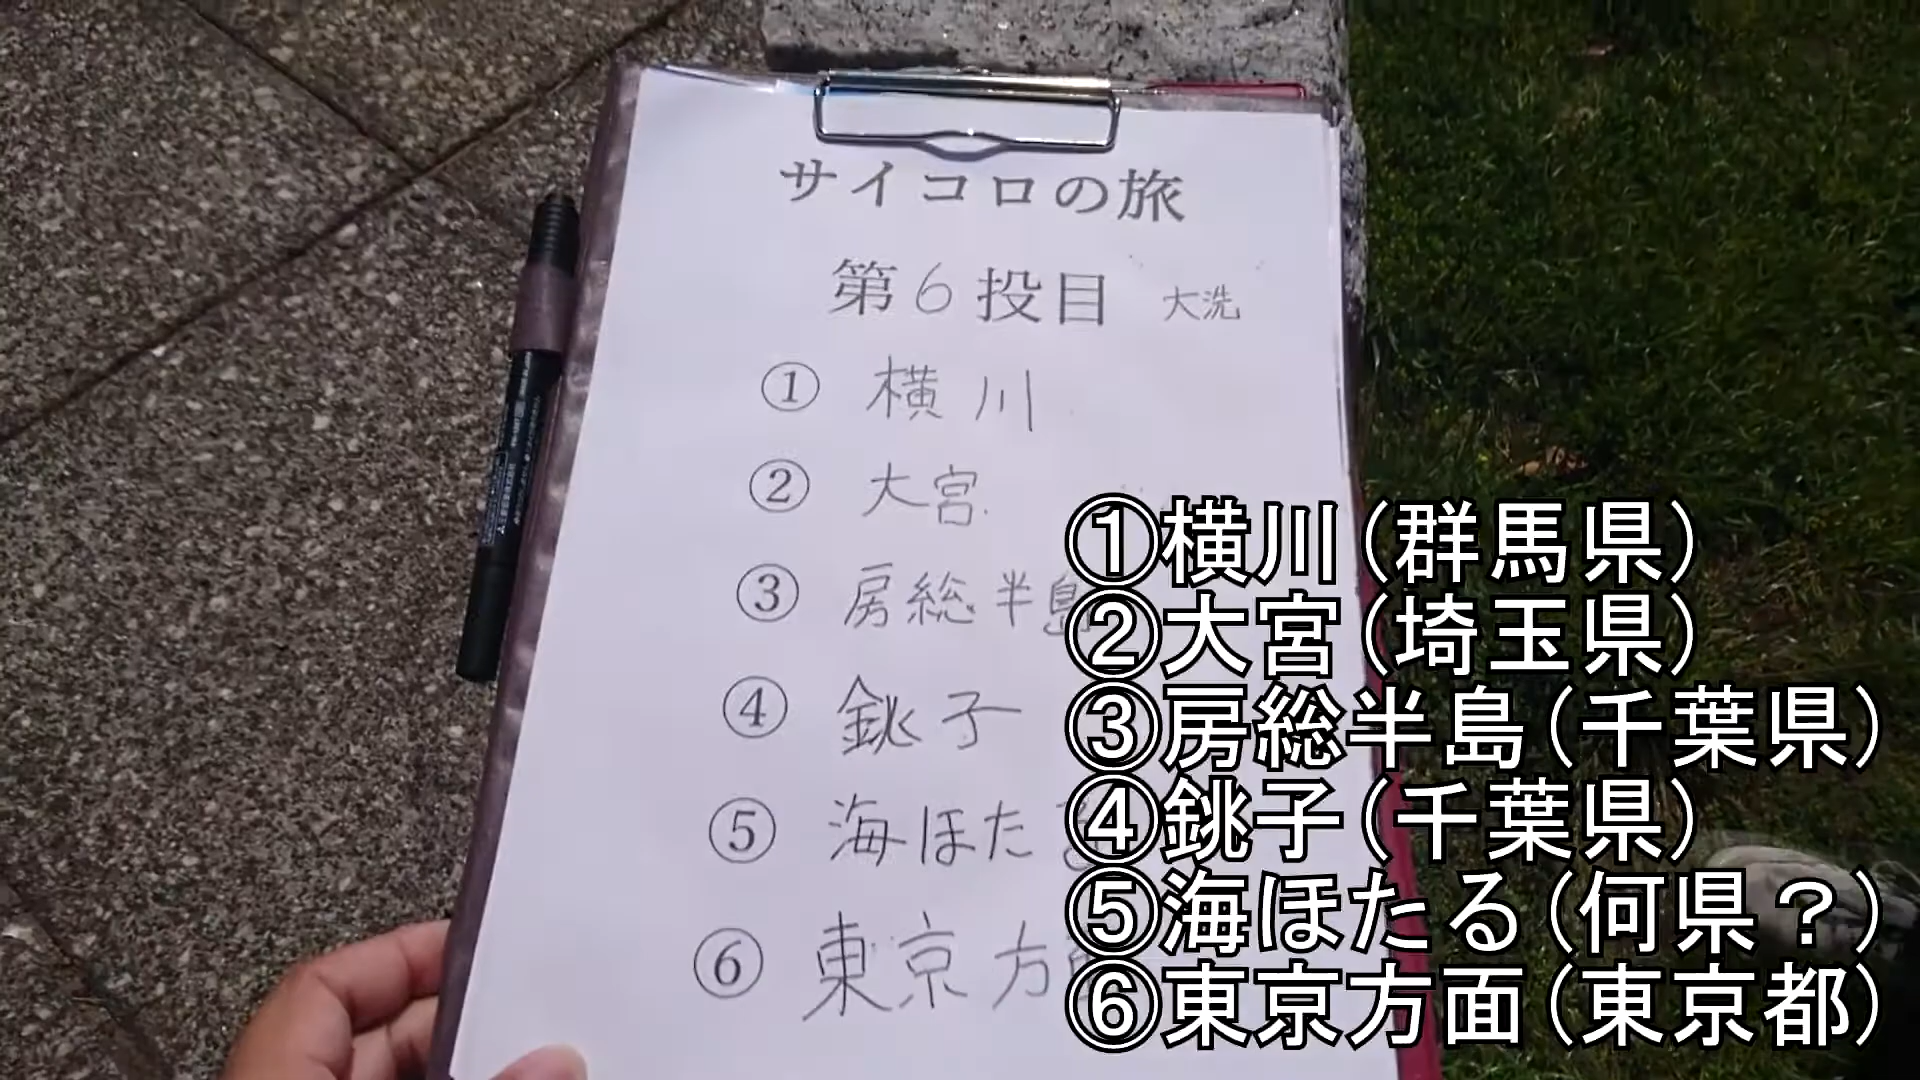 サイコロの旅
第6投目 大洗
① 横川
② 大宮
③ 房総半島
④ 銚子
⑤ 海ほたる
⑥ 東京方面
①横川(群馬県)
②大宮(埼玉県)
③房総半島(千葉県)
④銚子(千葉県)
⑤海ほたる(何県?)
⑥東京方面(東京都)